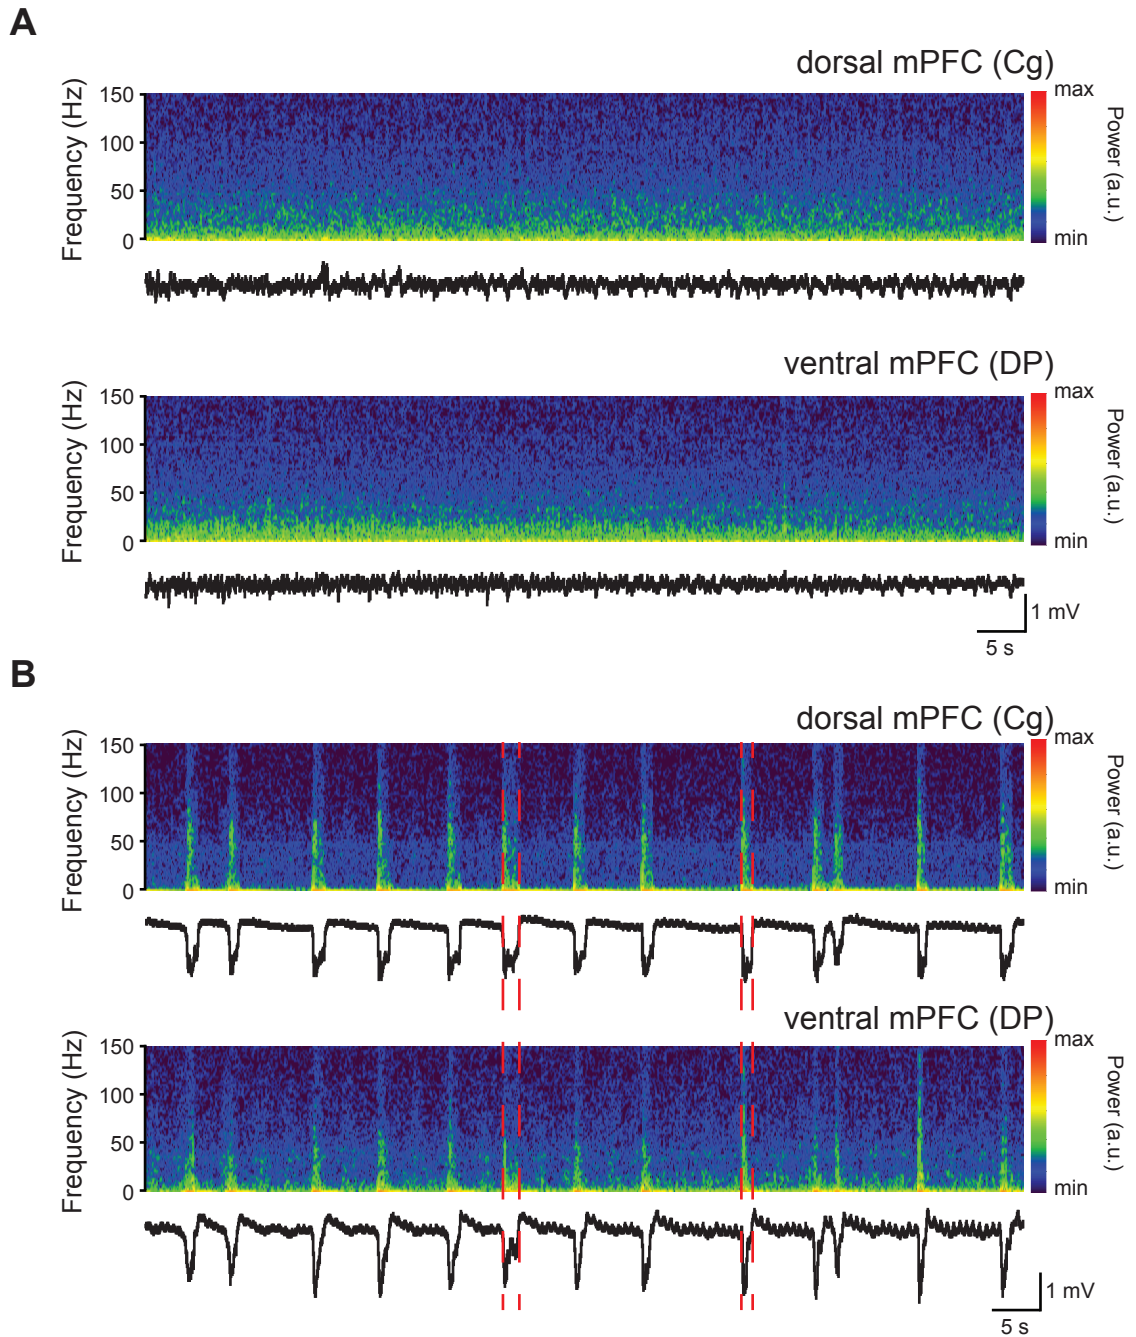 A
dorsal mPFC (Cg)
Frequency (Hz)
150
100
50
0
max
min
Power (a.u.)
ventral mPFC (DP)
Frequency (Hz)
150
100
50
0
max
min
Power (a.u.)
1 mV
5 s
B
dorsal mPFC (Cg)
Frequency (Hz)
150
100
50
0
max
min
Power (a.u.)
ventral mPFC (DP)
Frequency (Hz)
150
100
50
0
max
min
Power (a.u.)
1 mV
5 s